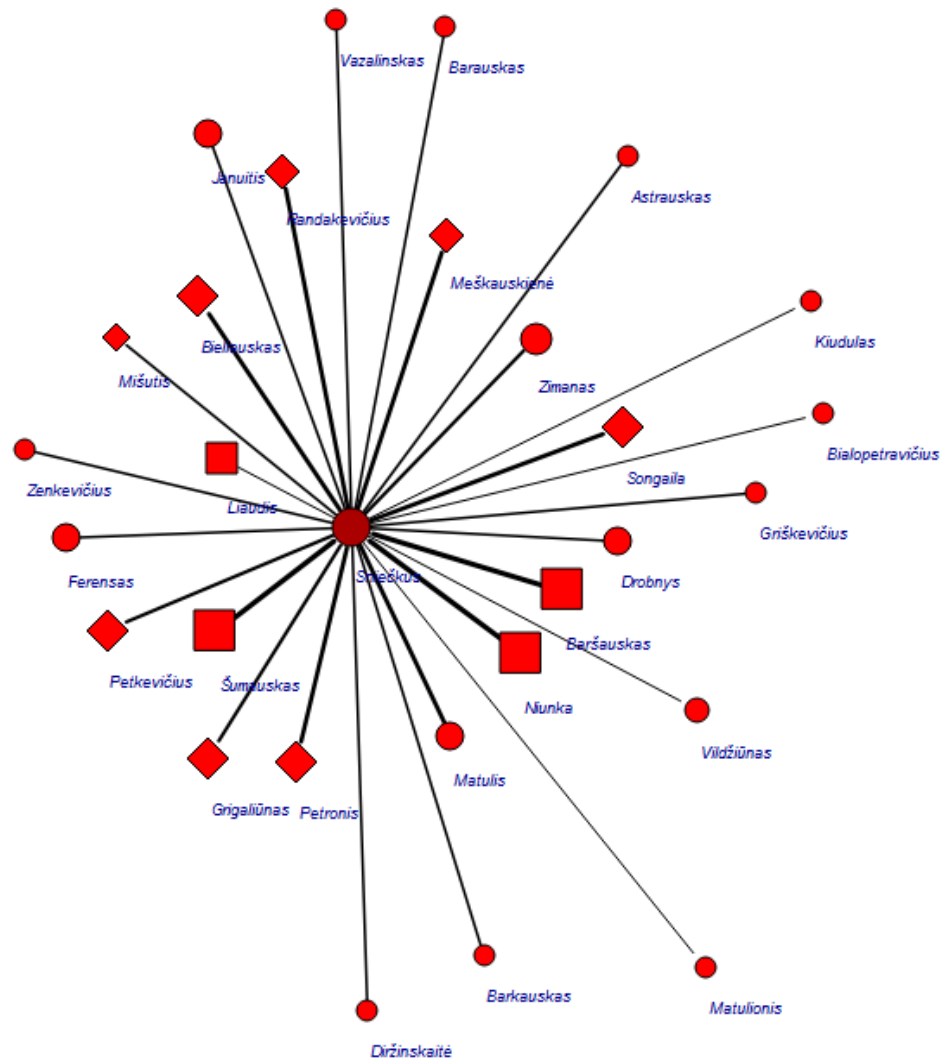 Vazalinskas
Barauskas
Januitis
Randakevičius
Astrauskas
Meškauskienė
Bieliauskas
Kiudulas
Mišutis
Zimanas
Bialopetravičius
Songaila
Zenkevičius
Liaudis
Griškevičius
Sniečkus
Ferensas
Drobnys
Baršauskas
Petkevičius
Šumauskas
Niunka
Vildžiūnas
Matulis
Grigaliūnas
Petronis
Barkauskas
Matulionis
Diržinskaitė